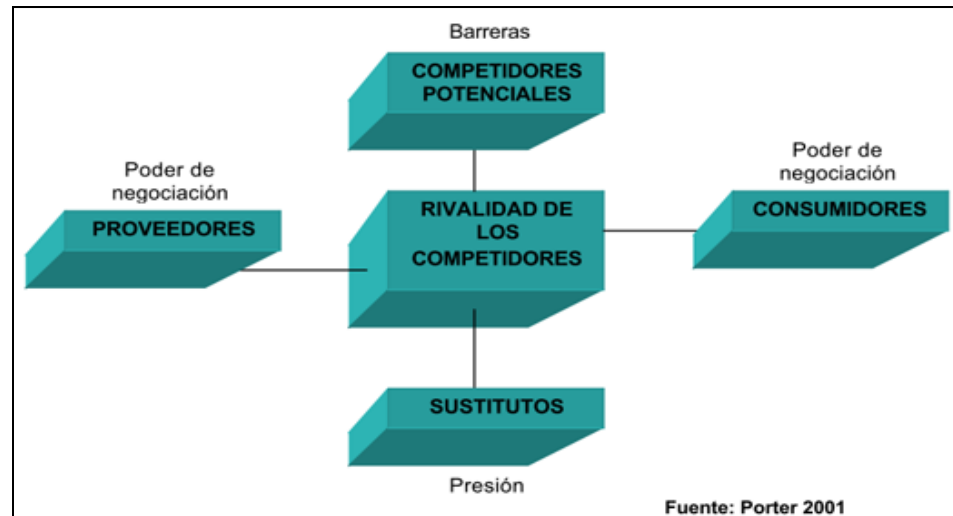 Barreras
COMPETIDORES
POTENCIALES
Poder de
negociación
PROVEEDORES
RIVALIDAD DE
LOS
COMPETIDORES
Poder de
negociación
CONSUMIDORES
SUSTITUTOS
Presión
Fuente: Porter 2001